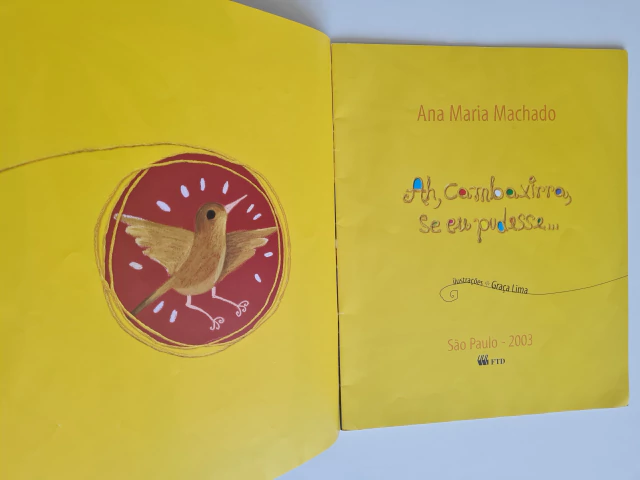 Ana Maria Machado
Ah, cambaxirra,
se eu pudesse...
Ilustrações de Graça Lima
São Paulo - 2003
FTD